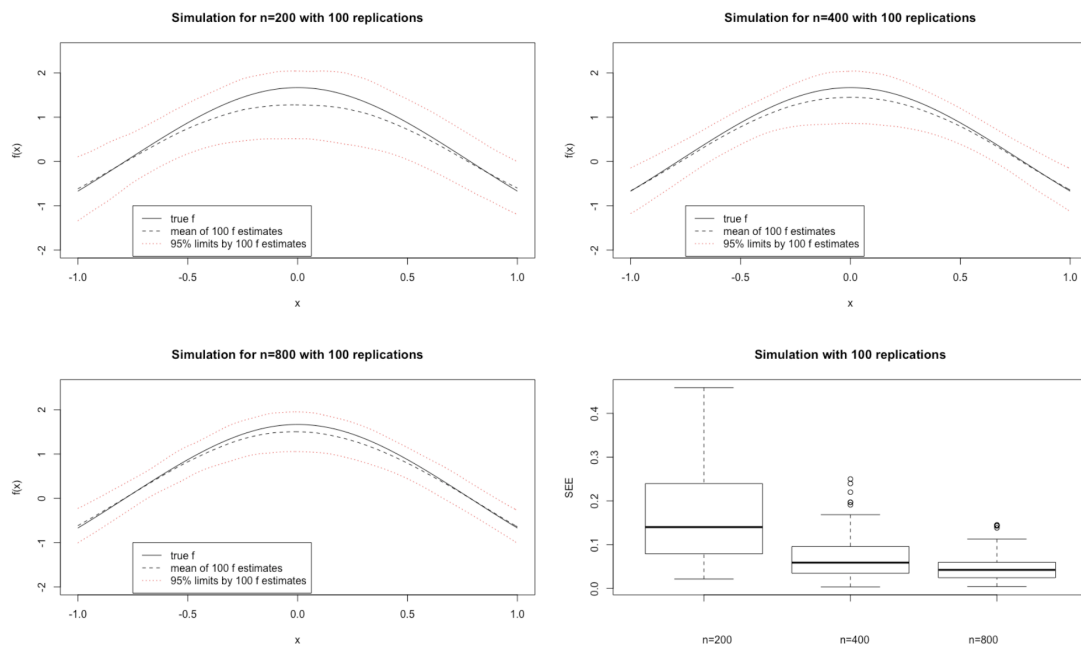 Simulation for n=200 with 100 replications
f(x)
2
1
0
-1
-2
true f
mean of 100 f estimates
95% limits by 100 f estimates
-1.0 -0.5 0.0 0.5 1.0
x
Simulation for n=400 with 100 replications
f(x)
2
1
0
-1
-2
true f
mean of 100 f estimates
95% limits by 100 f estimates
-1.0 -0.5 0.0 0.5 1.0
x
Simulation for n=800 with 100 replications
f(x)
2
1
0
-1
-2
true f
mean of 100 f estimates
95% limits by 100 f estimates
-1.0 -0.5 0.0 0.5 1.0
x
Simulation with 100 replications
SEE
0.4
0.3
0.2
0.1
0.0
n=200 n=400 n=800